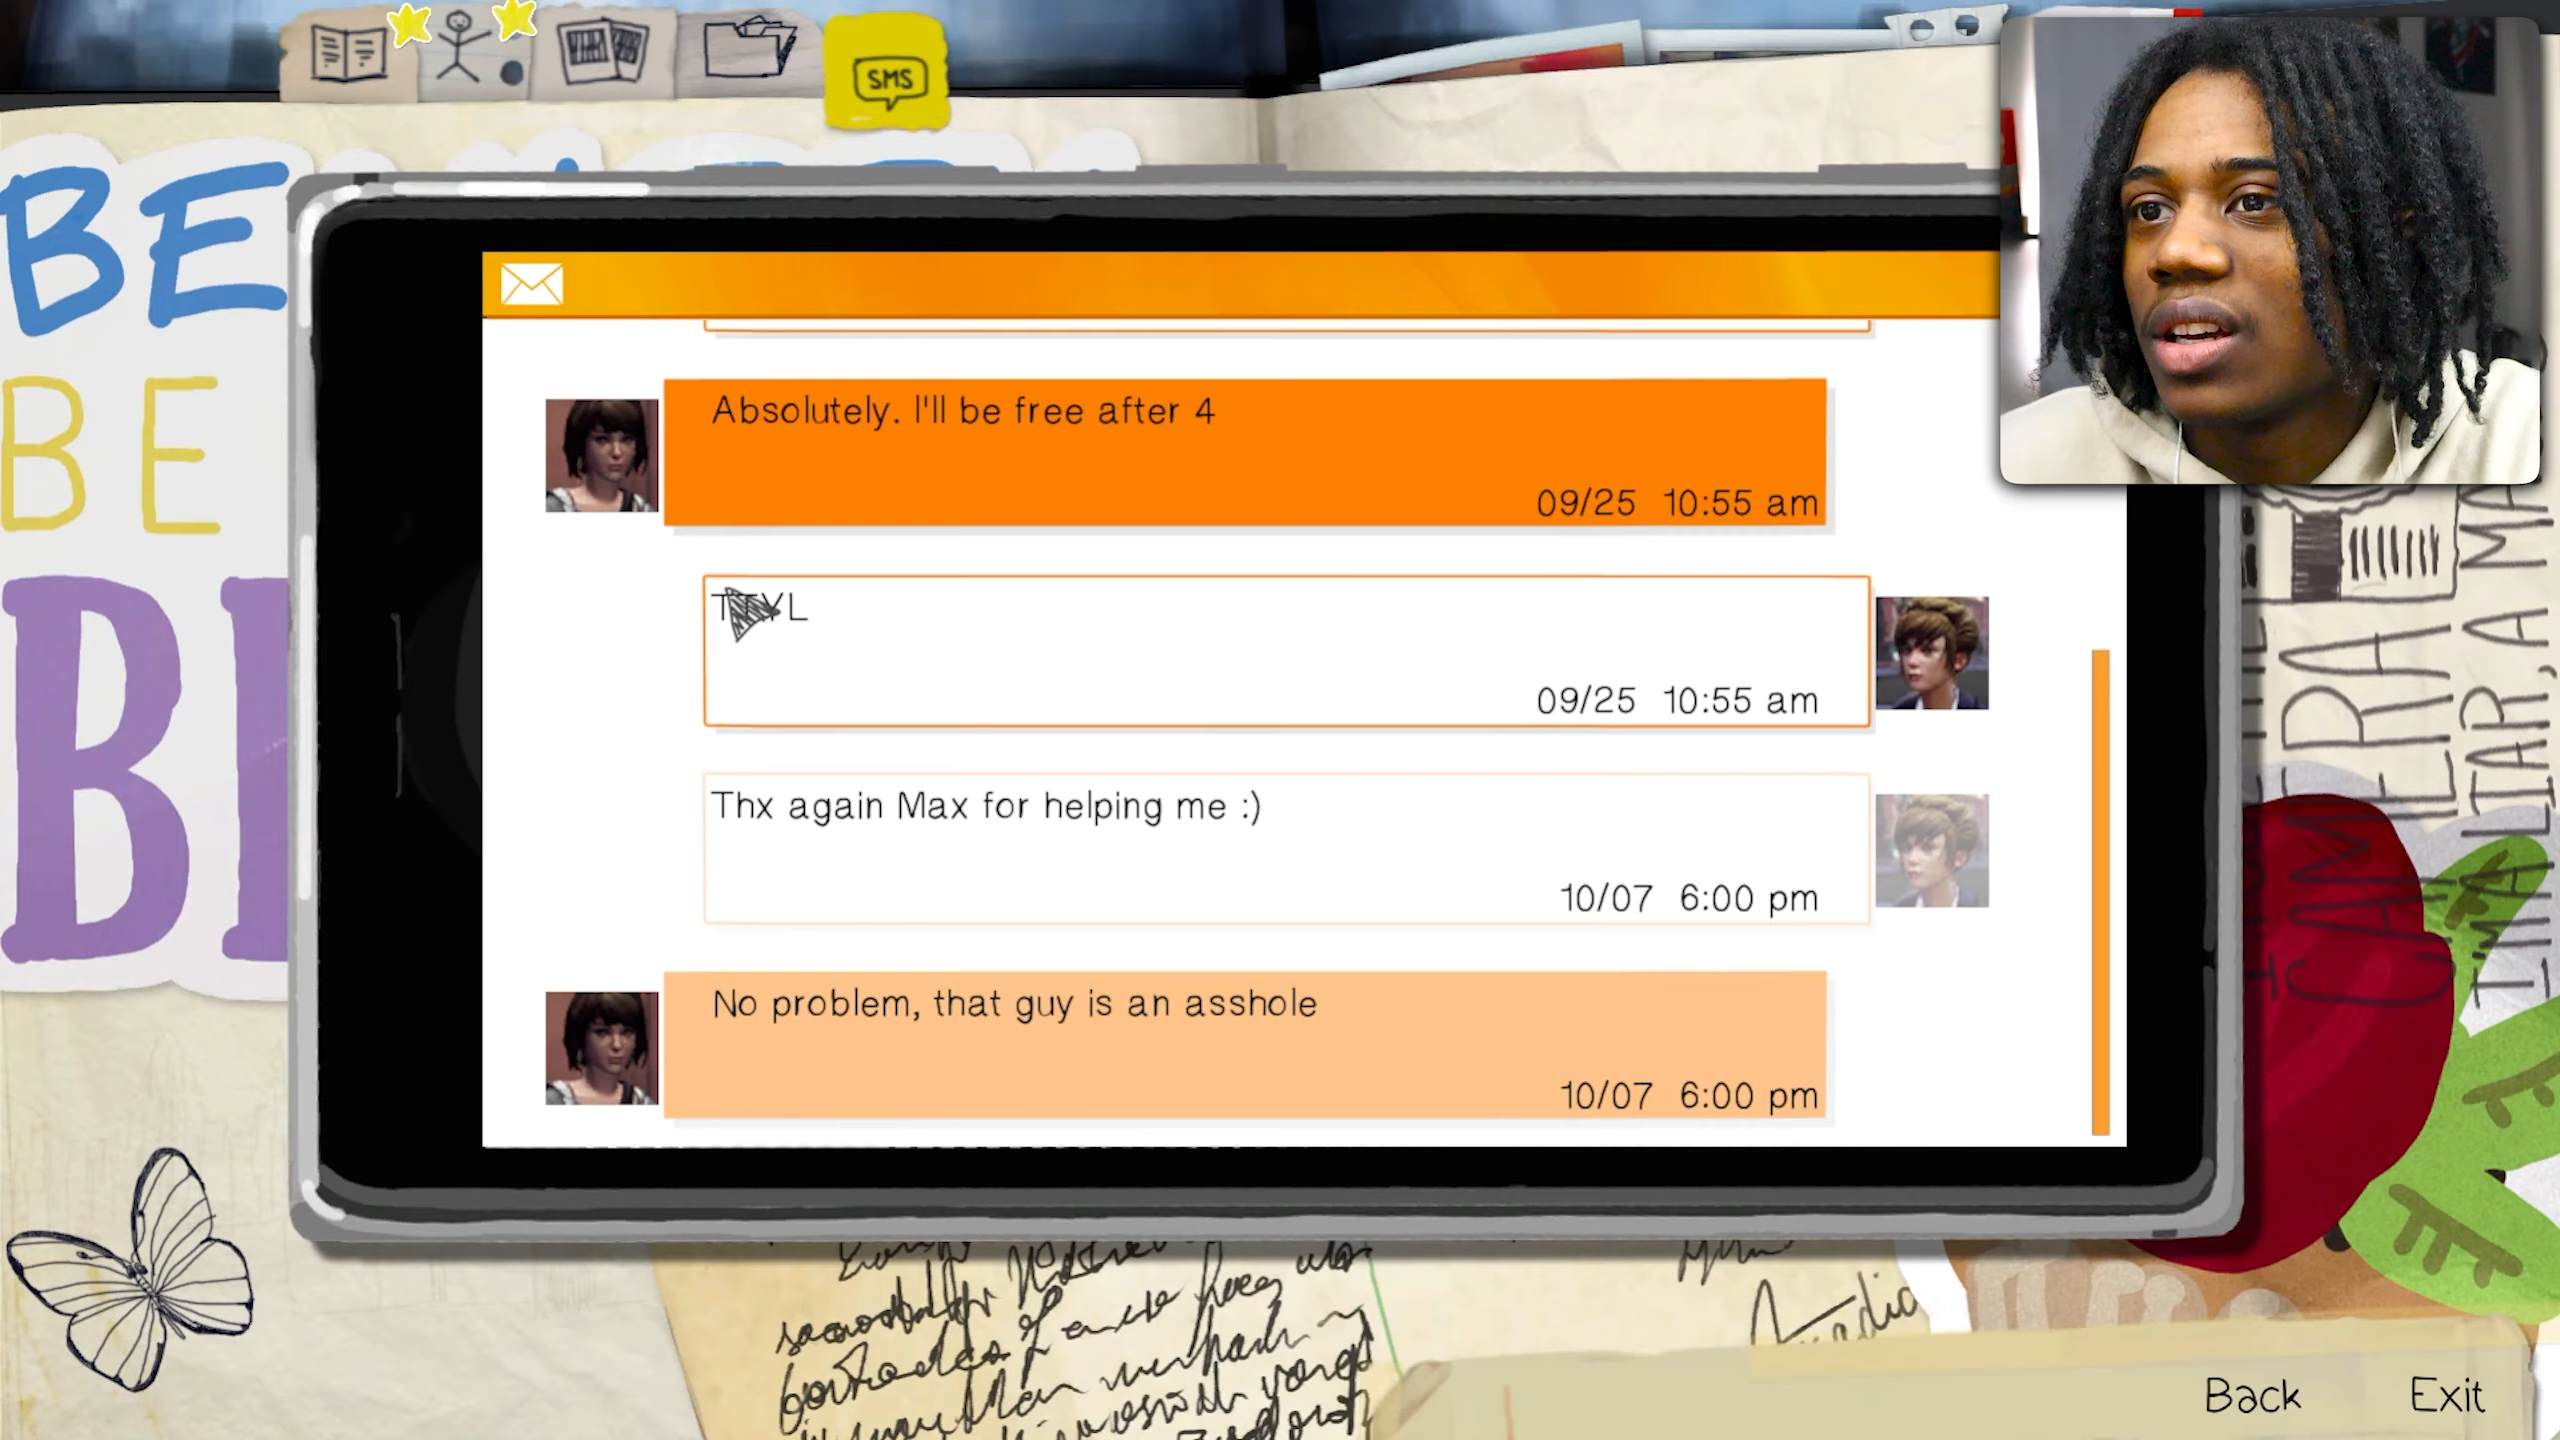 SMS
BE
BE
Absolutely. I'll be free after 4
09/25 10:55 am
TTYL
09/25 10:55 am
Thx again Max for helping me :)
10/07 6:00 pm
No problem, that guy is an asshole
10/07 6:00 pm
CAMERA
I'M A LIAR, A
Back
Exit